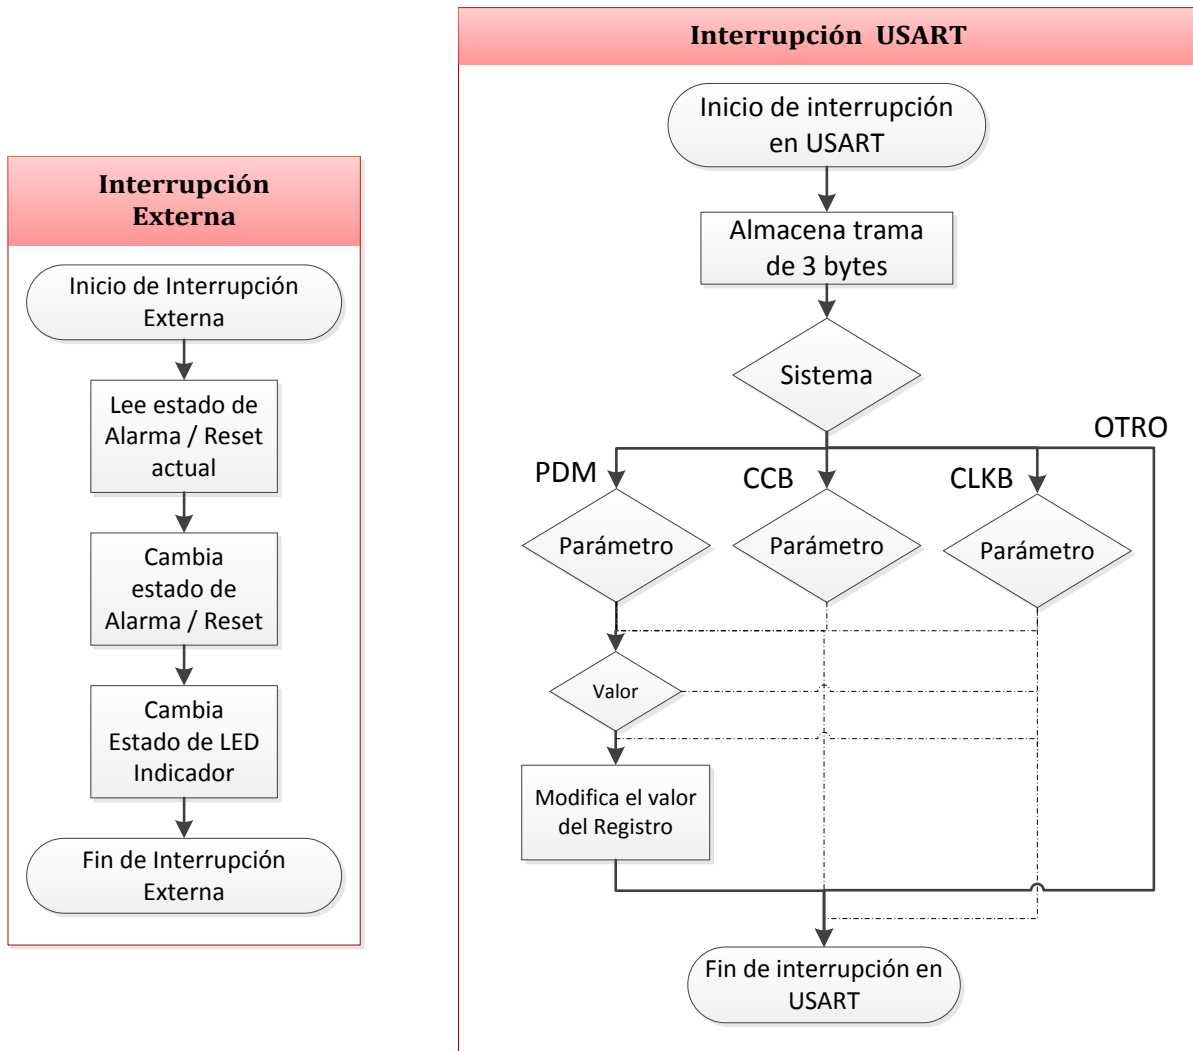 Interrupción
Externa
Inicio de Interrupción
Externa
Lee estado de
Alarma / Reset
actual
Cambia
estado de
Alarma / Reset
Cambia
Estado de LED
Indicador
Fin de Interrupción
Externa
Interrupción USART
Inicio de interrupción
en USART
Almacena trama
de 3 bytes
Sistema
OTRO
PDM
CCB
CLKB
Parámetro
Parámetro
Parámetro
Valor
Modifica el valor
del Registro
Fin de interrupción en
USART